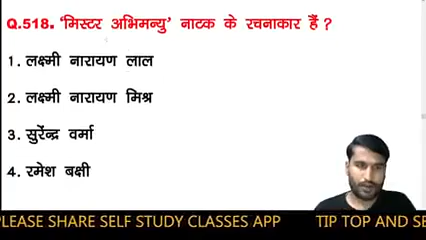 Q.518. ‘मिस्टर अभिमन्यु’ नाटक के रचनाकार हैं ?
1. लक्ष्मी नारायण लाल
2. लक्ष्मी नारायण मिश्र
3. सुरेंद्र वर्मा
4. रमेश बक्षी
PLEASE SHARE SELF STUDY CLASSES APP TIP TOP AND SE